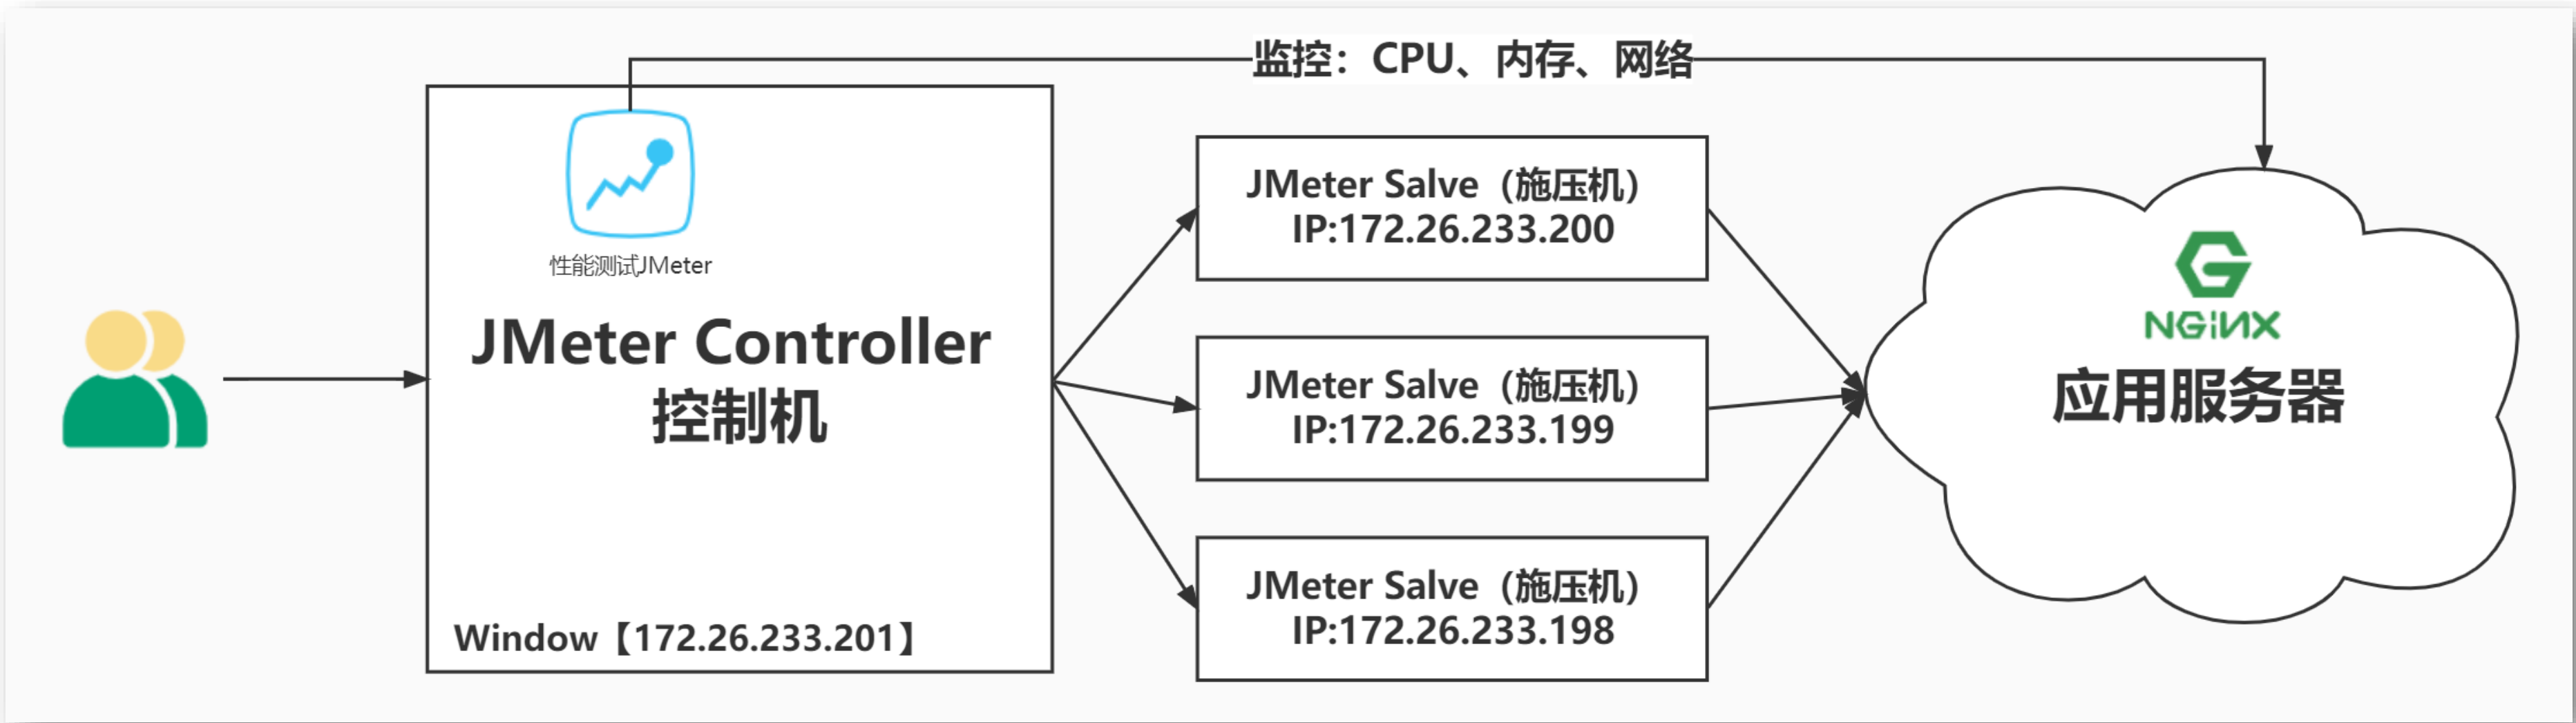 监控：CPU、内存、网络
性能测试JMeter
JMeter Controller
控制机
Window【172.26.233.201】
JMeter Salve（施压机）
IP:172.26.233.200
JMeter Salve（施压机）
IP:172.26.233.199
JMeter Salve（施压机）
IP:172.26.233.198
NGiNX
应用服务器